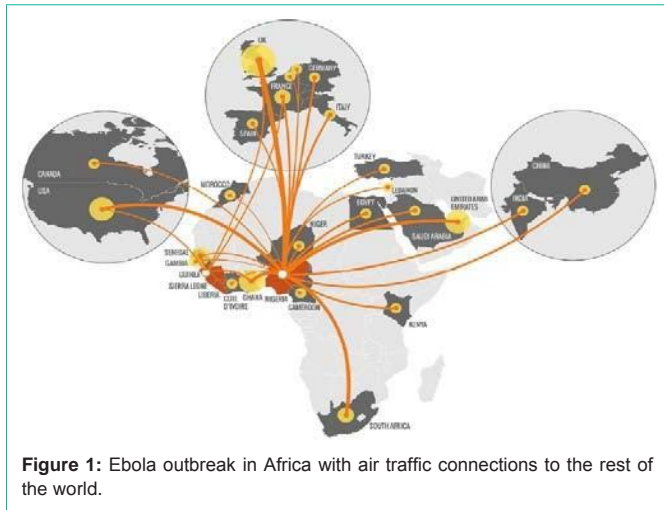 UK
GERMANY
FRANCE
ITALY
SPAIN
CANADA
USA
CHINA
INDIA
TURKEY
LEBANON
MOROCCO
EGYPT
UNITED ARAB
EMIRATES
SAUDI ARABIA
NIGER
SENEGAL
GAMBIA
GUINEA
SIERRA LEONE
LIBERIA
COTE
D'IVOIRE
GHANA
NIGERIA
CAMEROON
KENYA
SOUTH AFRICA
Figure 1: Ebola outbreak in Africa with air traffic connections to the rest of
the world.